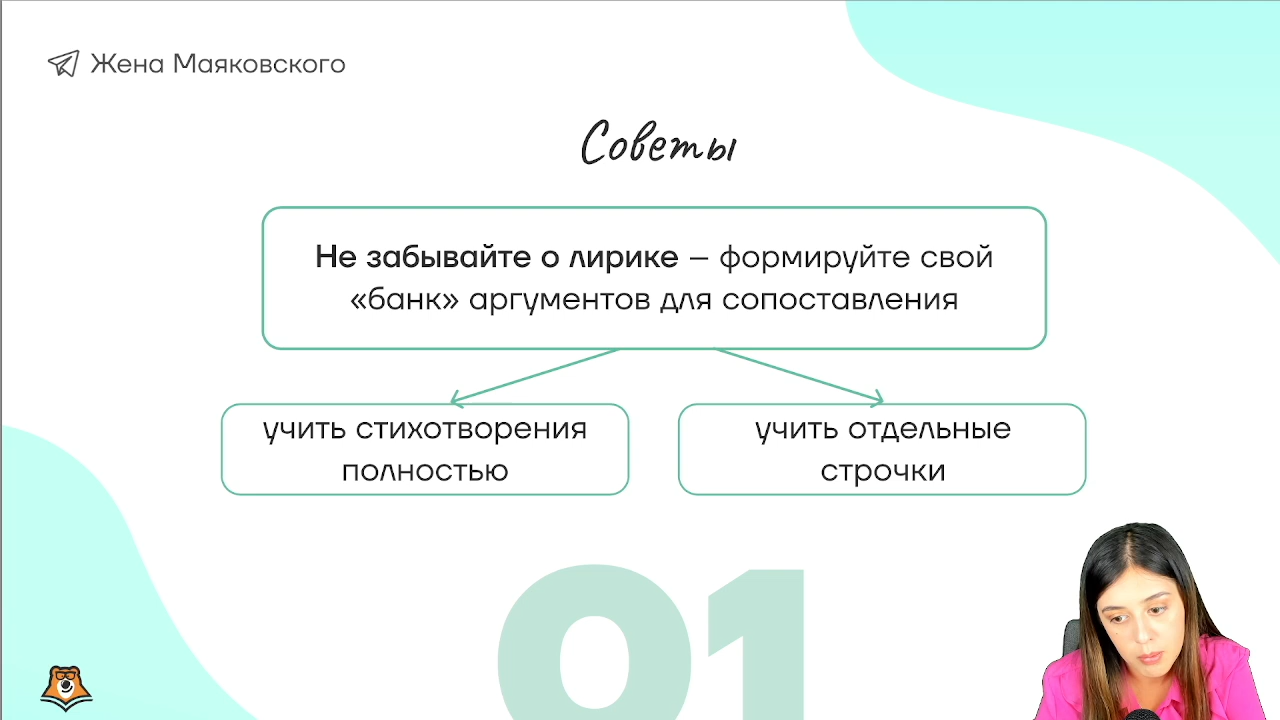 Жена Маяковского
Советы
Не забывайте о лирике – формируйте свой
«банк» аргументов для сопоставления
учить стихотворения
полностью
учить отдельные
строчки
01